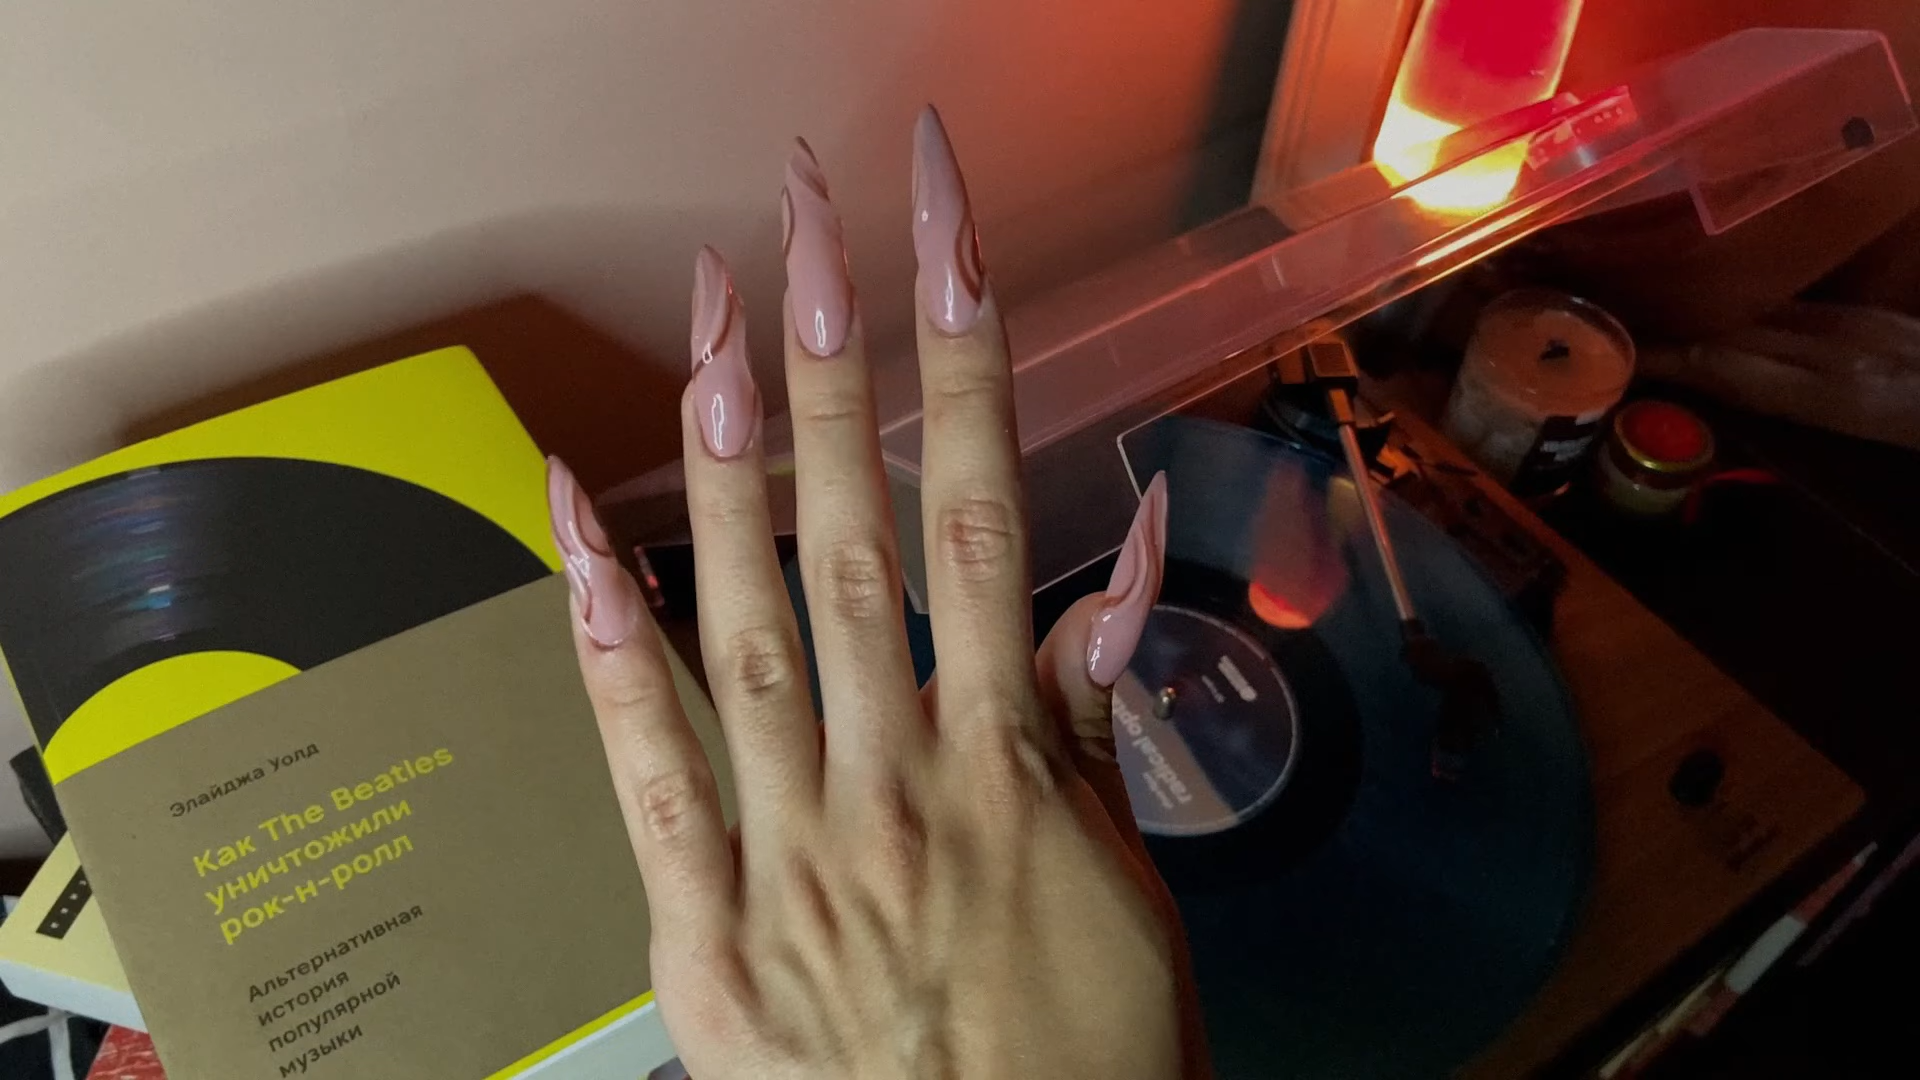 Элайджа Уолд
Как The Beatles
уничтожили
рок-н-ролл
Альтернативная
история
популярной
музыки
radical